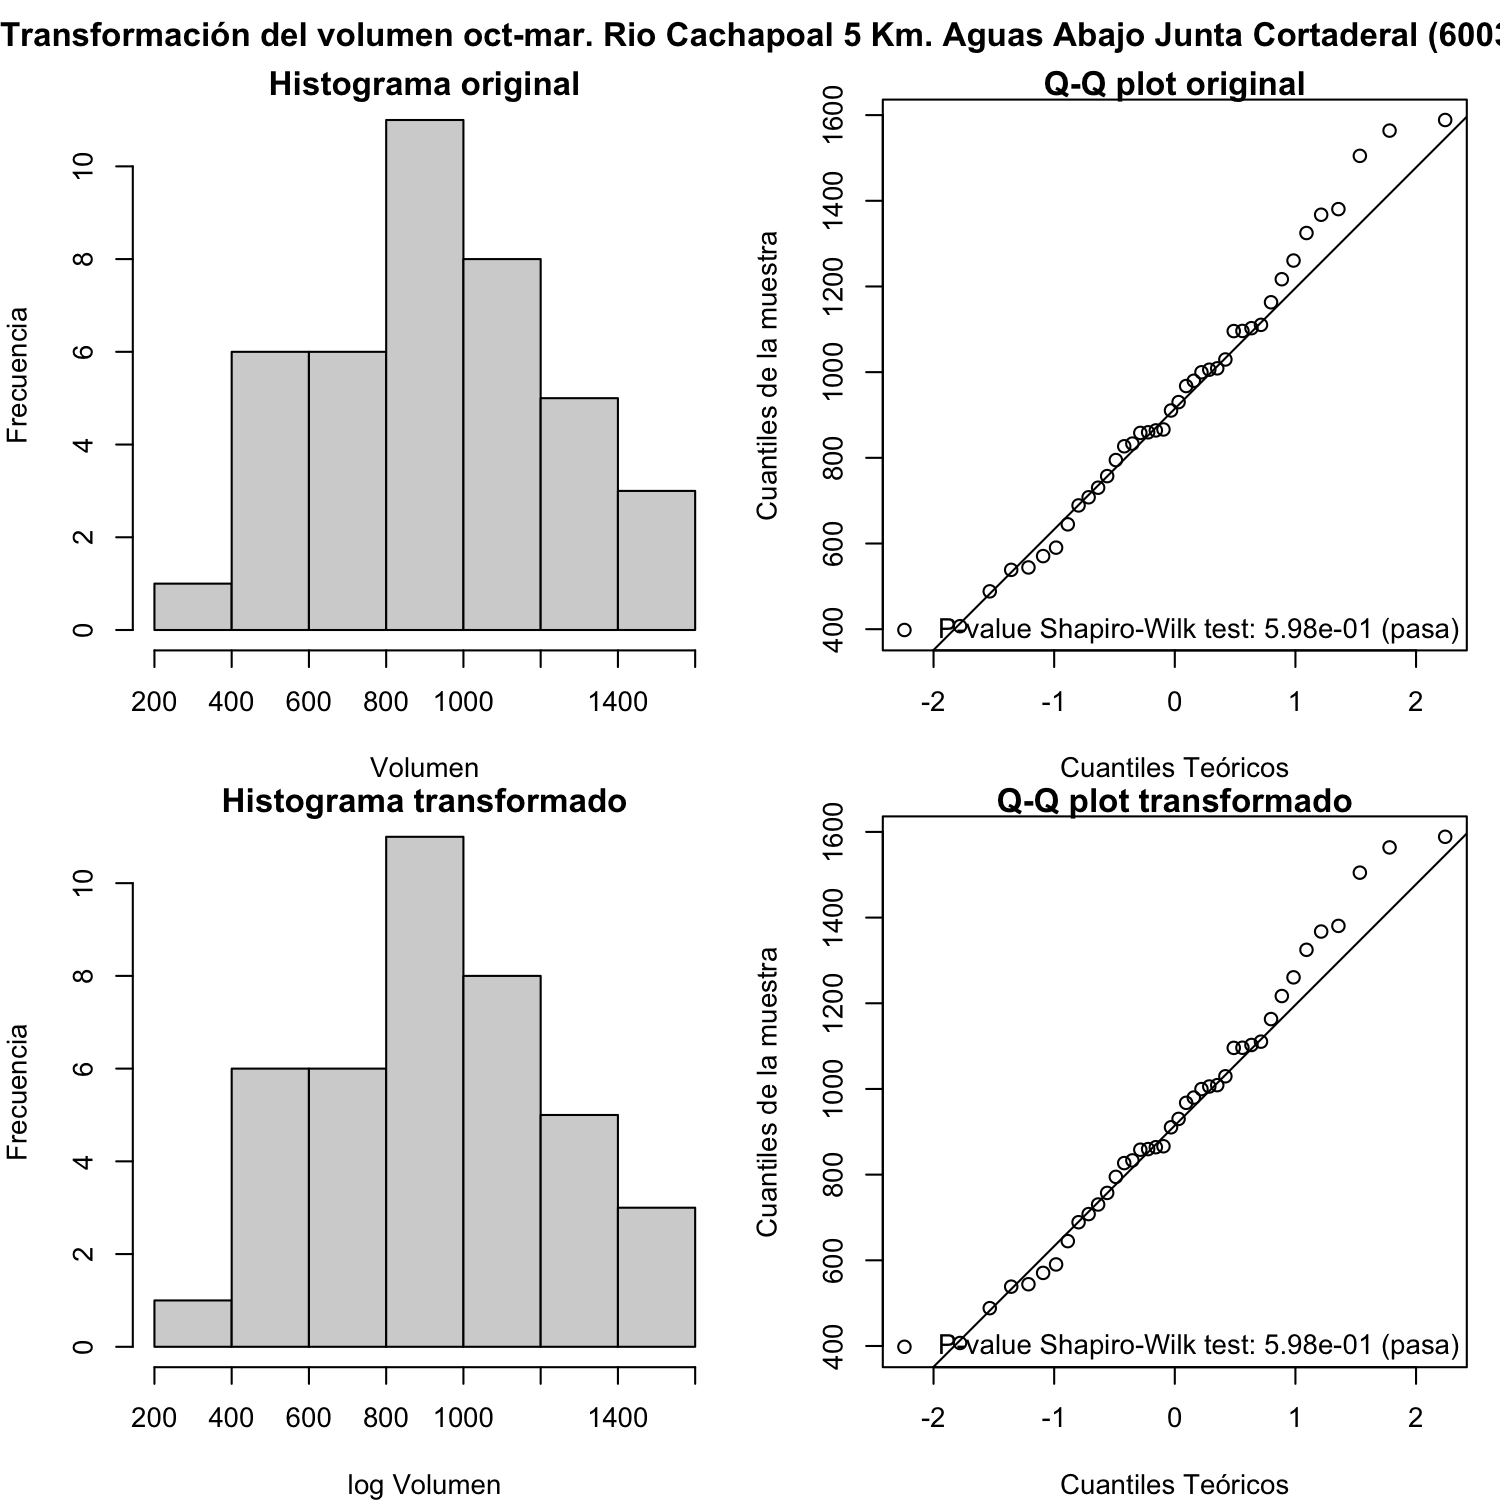 Transformación del volumen oct-mar. Rio Cachapoal 5 Km. Aguas Abajo Junta Cortaderal (6003
Histograma original
Frecuencia
0 2 4 6 8 10
200 400 600 800 1000 1400
Volumen
Q-Q plot original
Cuantiles de la muestra
400 600 800 1000 1200 1400 1600
P-value Shapiro-Wilk test: 5.98e-01 (pasa)
-2 -1 0 1 2
Cuantiles Teóricos
Histograma transformado
Frecuencia
0 2 4 6 8 10
200 400 600 800 1000 1400
log Volumen
Q-Q plot transformado
Cuantiles de la muestra
400 600 800 1000 1200 1400 1600
P-value Shapiro-Wilk test: 5.98e-01 (pasa)
-2 -1 0 1 2
Cuantiles Teóricos